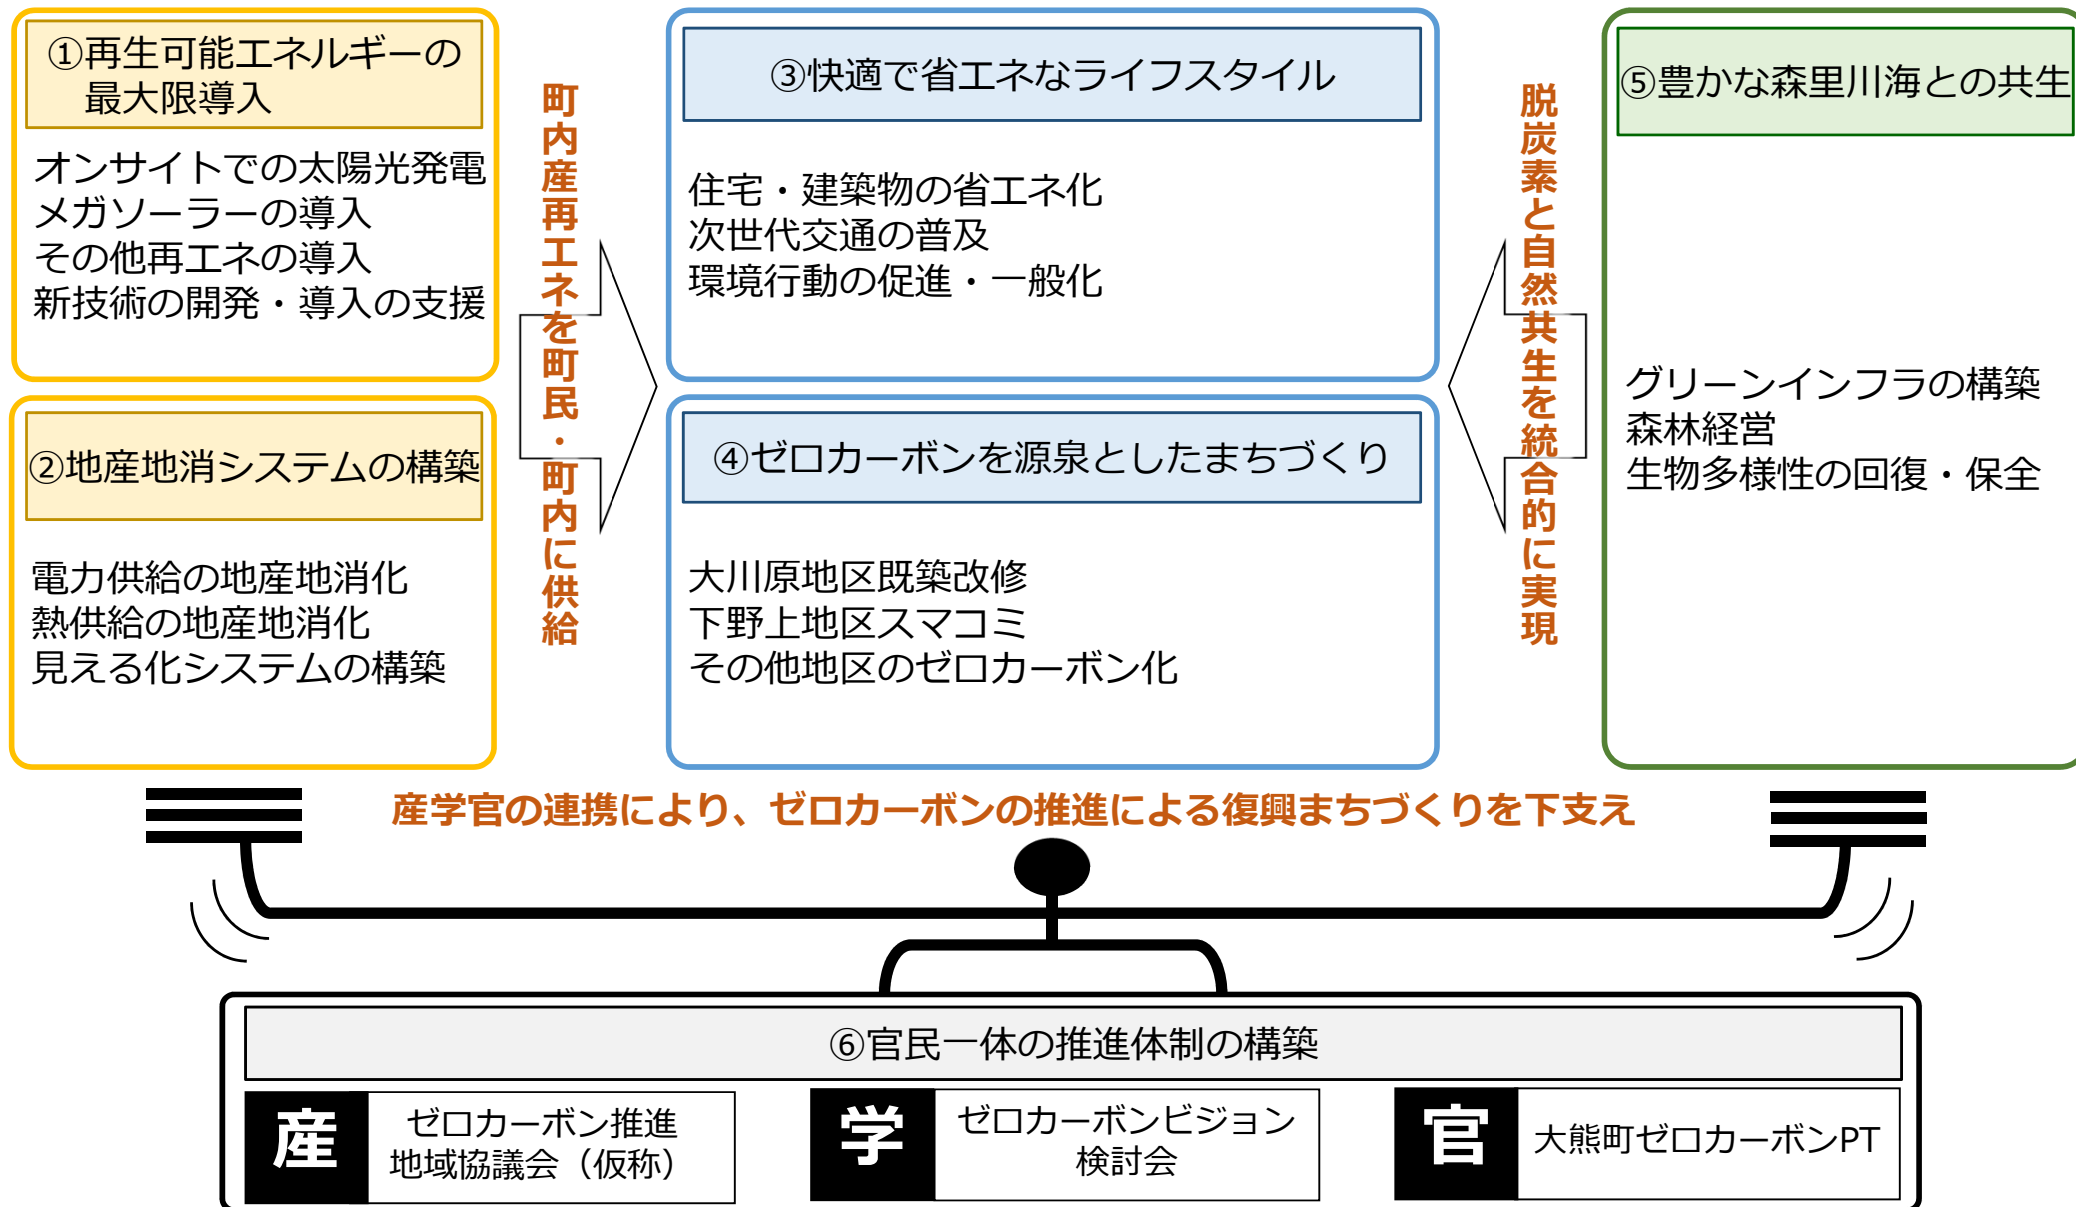 ①再生可能エネルギーの
最大限導入
オンサイトでの太陽光発電
メガソーラーの導入
その他再エネの導入
新技術の開発・導入の支援
②地産地消システムの構築
電力供給の地産地消化
熱供給の地産地消化
見える化システムの構築
町内産再エネを町民・町内に供給
③快適で省エネなライフスタイル
住宅・建築物の省エネ化
次世代交通の普及
環境行動の促進・一般化
④ゼロカーボンを源泉としたまちづくり
大川原地区既築改修
下野上地区スマコミ
その他地区のゼロカーボン化
脱炭素と自然共生を統合的に実現
⑤豊かな森里川海との共生
グリーンインフラの構築
森林経営
生物多様性の回復・保全
産学官の連携により、ゼロカーボンの推進による復興まちづくりを下支え
⑥官民一体の推進体制の構築
産
ゼロカーボン推進
地域協議会（仮称）
学
ゼロカーボンビジョン
検討会
官
大熊町ゼロカーボンPT